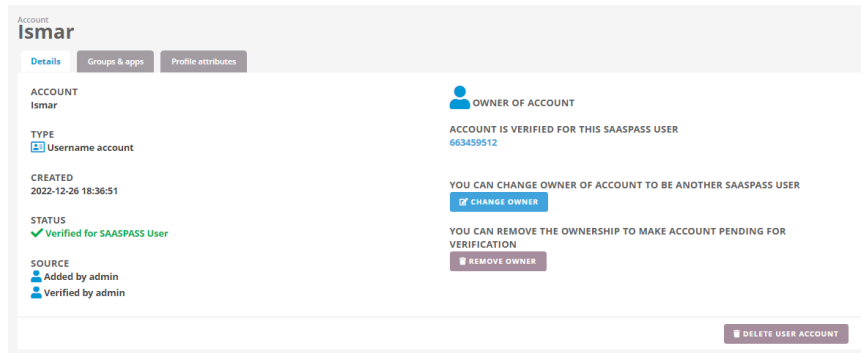 Account
Ismar
Details
Groups & apps
Profile attributes
ACCOUNT
Ismar
TYPE
Username account
CREATED
2022-12-26 18:36:51
STATUS
Verified for SAASPASS User
SOURCE
Added by admin
Verified by admin
OWNER OF ACCOUNT
ACCOUNT IS VERIFIED FOR THIS SAASPASS USER
663459512
YOU CAN CHANGE OWNER OF ACCOUNT TO BE ANOTHER SAASPASS USER
CHANGE OWNER
YOU CAN REMOVE THE OWNERSHIP TO MAKE ACCOUNT PENDING FOR
VERIFICATION
REMOVE OWNER
DELETE USER ACCOUNT